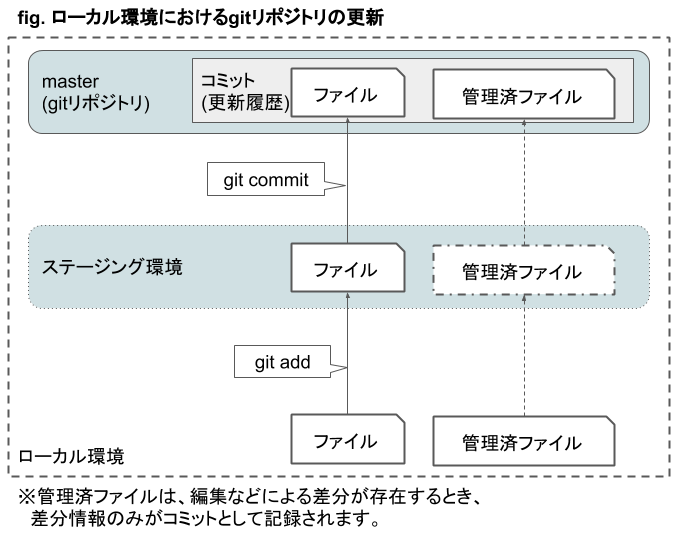 fig. ローカル環境におけるgitリポジトリの更新
master
(gitリポジトリ)
コミット
(更新履歴)
ファイル
管理済ファイル
git commit
ステージング環境
ファイル
管理済ファイル
git add
ファイル
管理済ファイル
ローカル環境
※管理済ファイルは、編集などによる差分が存在するとき、
差分情報のみがコミットとして記録されます。